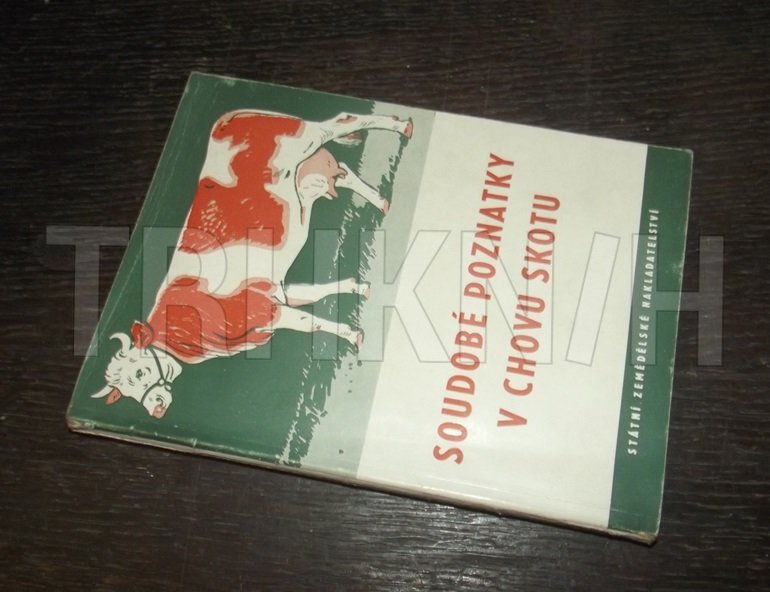 SOUDOBÉ POZNATKY
V CHOVU SKOTU
STÁTNÍ ZEMĚDĚLSKÉ NAKLADATELSTVÍ
TRHKNIH